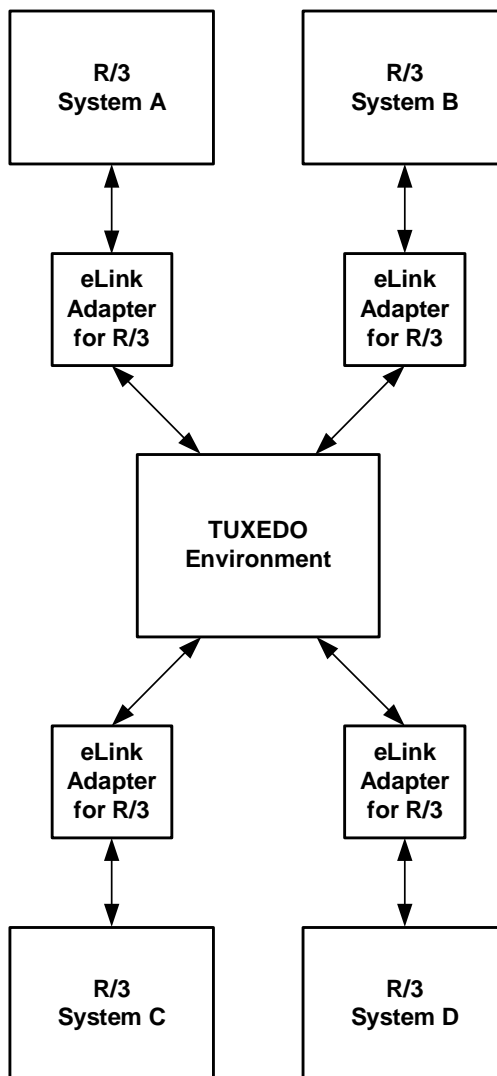 R/3
System A
R/3
System B
eLink
Adapter
for R/3
eLink
Adapter
for R/3
TUXEDO
Environment
eLink
Adapter
for R/3
eLink
Adapter
for R/3
R/3
System C
R/3
System D